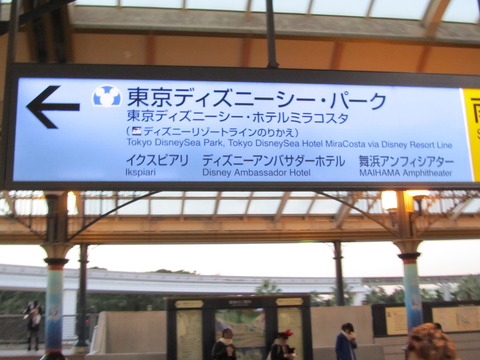 東京ディズニーシー・パーク
東京ディズニーシー・ホテルミラコスタ
(ディズニーリゾートラインのりかえ)
Tokyo DisneySea Park, Tokyo DisneySea Hotel MiraCosta via Disney Resort Line
イクスピアリ ディズニーアンバサダーホテル 舞浜アンフィシアター
Ikspiari Disney Ambassador Hotel MAIHAMA Amphitheater
南
S